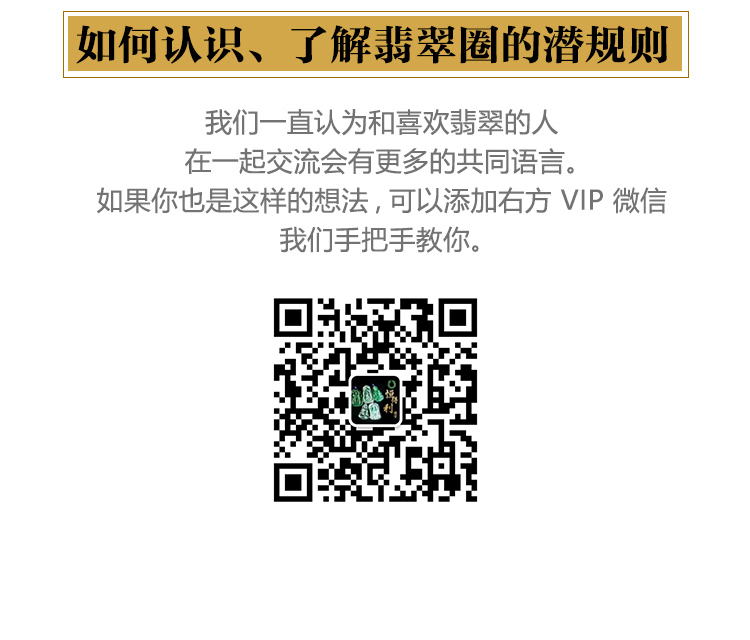 如何认识、了解翡翠圈的潜规则
我们一直认为和喜欢翡翠的人
在一起交流会有更多的共同语言。
如果你也是这样的想法，可以添加右方 VIP 微信
我们手把手教你。